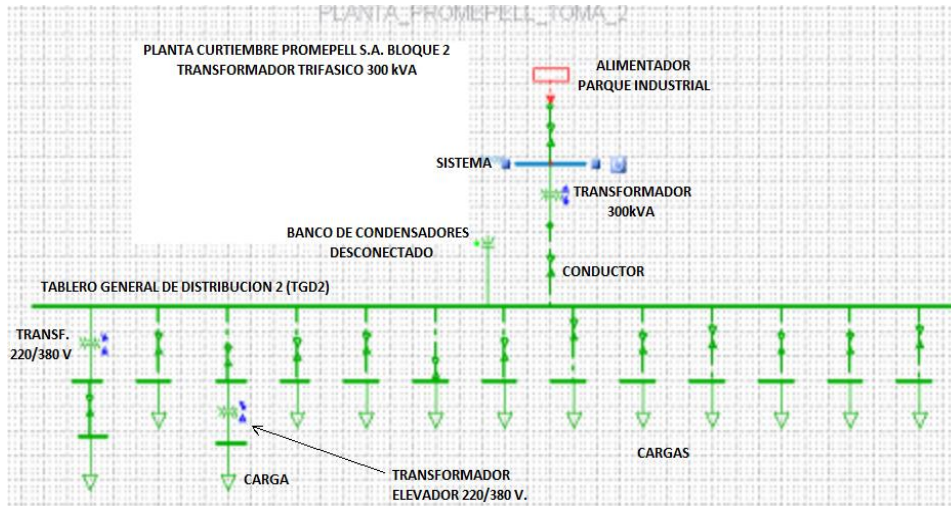 PLANTA_PROMEPELL_TOMA_2
PLANTA CURTIEMBRE PROMEPELL S.A. BLOQUE 2
TRANSFORMADOR TRIFASICO 300 kVA
ALIMENTADOR
PARQUE INDUSTRIAL
SISTEMA
TRANSFORMADOR
300kVA
BANCO DE CONDENSADORES
DESCONECTADO
CONDUCTOR
TABLERO GENERAL DE DISTRIBUCION 2 (TGD2)
TRANSF.
220/380 V
CARGA
CARGAS
TRANSFORMADOR
ELEVADOR 220/380 V.